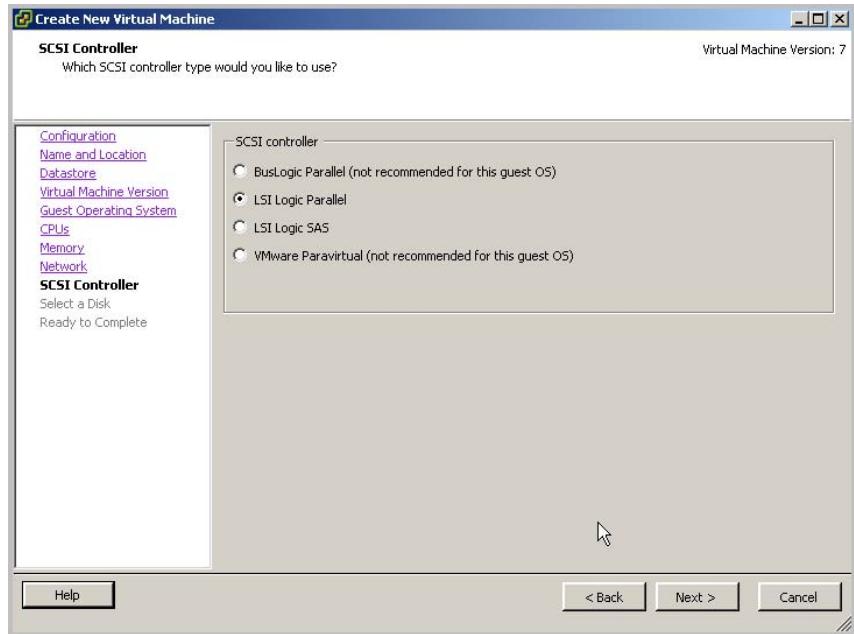 Create New Virtual Machine
SCSI Controller
Which SCSI controller type would you like to use?
Virtual Machine Version: 7
Configuration
Name and Location
Datastore
Virtual Machine Version
Guest Operating System
CPUs
Memory
Network
SCSI Controller
Select a Disk
Ready to Complete
SCSI controller
BusLogic Parallel (not recommended for this guest OS)
LSI Logic Parallel
LSI Logic SAS
VMware Paravirtual (not recommended for this guest OS)
Help
< Back
Next >
Cancel